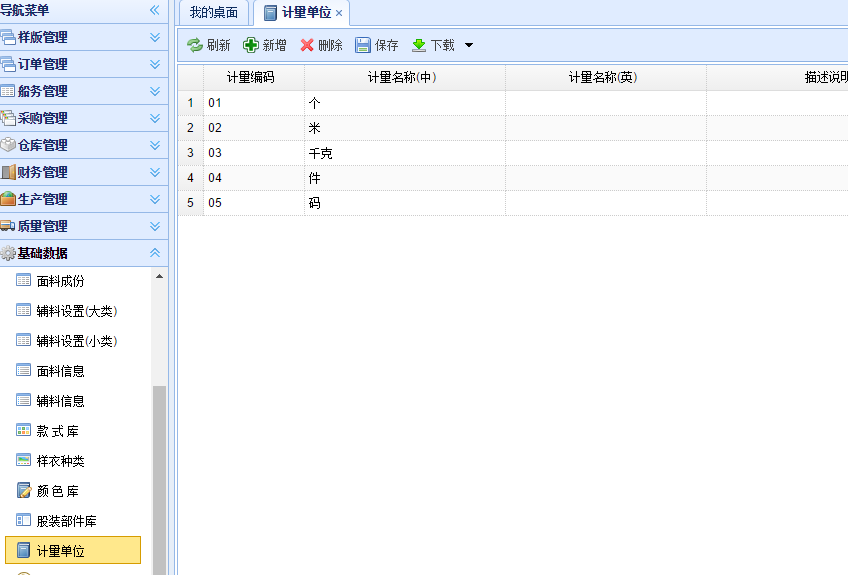 导航菜单
样版管理
订单管理
船务管理
采购管理
仓库管理
财务管理
生产管理
质量管理
基础数据
面料成份
辅料设置(大类)
辅料设置(小类)
面料信息
辅料信息
款 式 库
样衣种类
颜 色 库
服装部件库
计量单位
我的桌面 计量单位 ×
刷新 新增 删除 保存 下载
计量编码 计量名称(中) 计量名称(英) 描述说明
1 01 个
2 02 米
3 03 千克
4 04 件
5 05 码